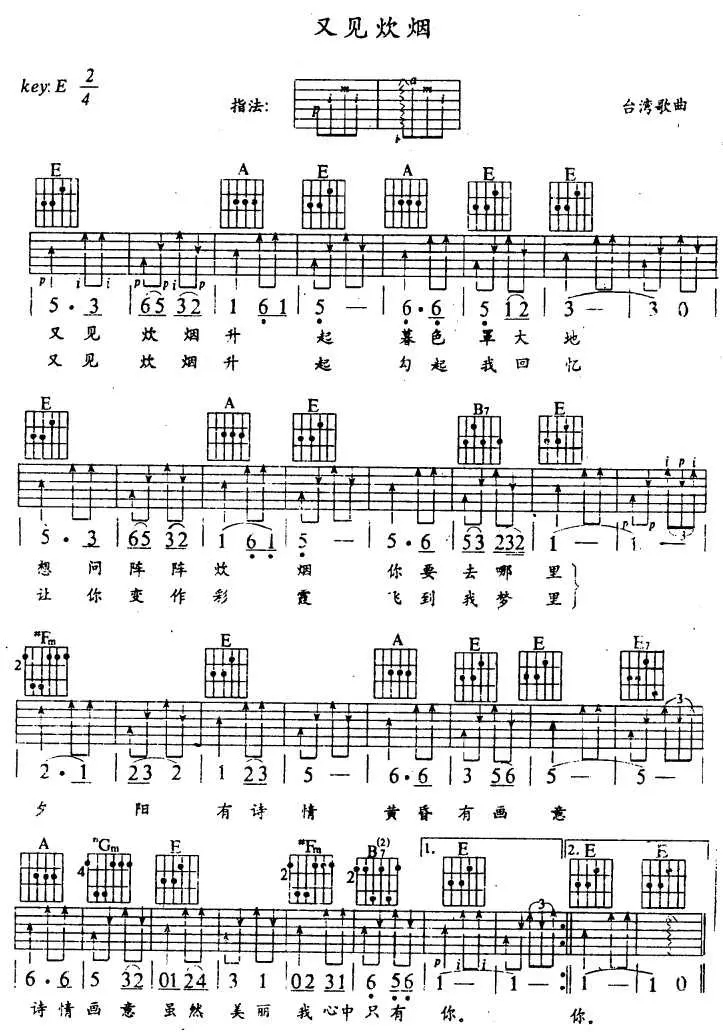 又见炊烟
key: E 2/4
指法:
台湾歌曲
p i m i a m i
E A E A E E
p i i p i p i p
5· 3 65 32 1 61 5 — 6· 6 5 12 3 — 3 0
又 见 炊 烟 升 起 暮 色 罩 大 地
又 见 炊 烟 升 起 勾 起 我 回 忆
E A E B7 E
i p i
p p 3
5· 3 65 32 1 61 5 — 5· 6 53 232 1 — 1· —
想 问 阵 阵 炊 烟 你 要 去 哪 里
让 你 变 作 彩 霞 飞 到 我 梦 里
#Fm E A E E E7
2
3
2· 1 23 2 1 23 5 — 6· 6 3 56 5 — 5 —
夕 阳 有 诗 情 黄 昏 有 画 意
A #Gm E #Fm B7(2) 1. E 2. E E
4 2 2 2
3
p i i
6· 6 5 32 01 24 3 1 02 31 6 56 1 — 1 — 1 — 1 0
诗 情 画 意 虽 然 美 丽 我 心 中 只 有 你。 你。